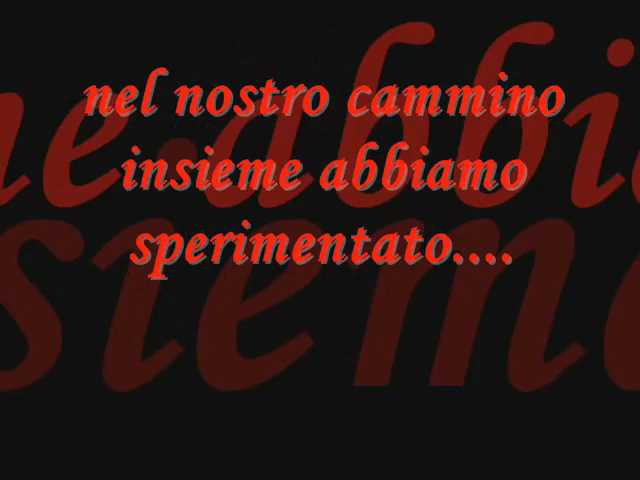 nel nostro cammino
insieme abbiamo
sperimentato....